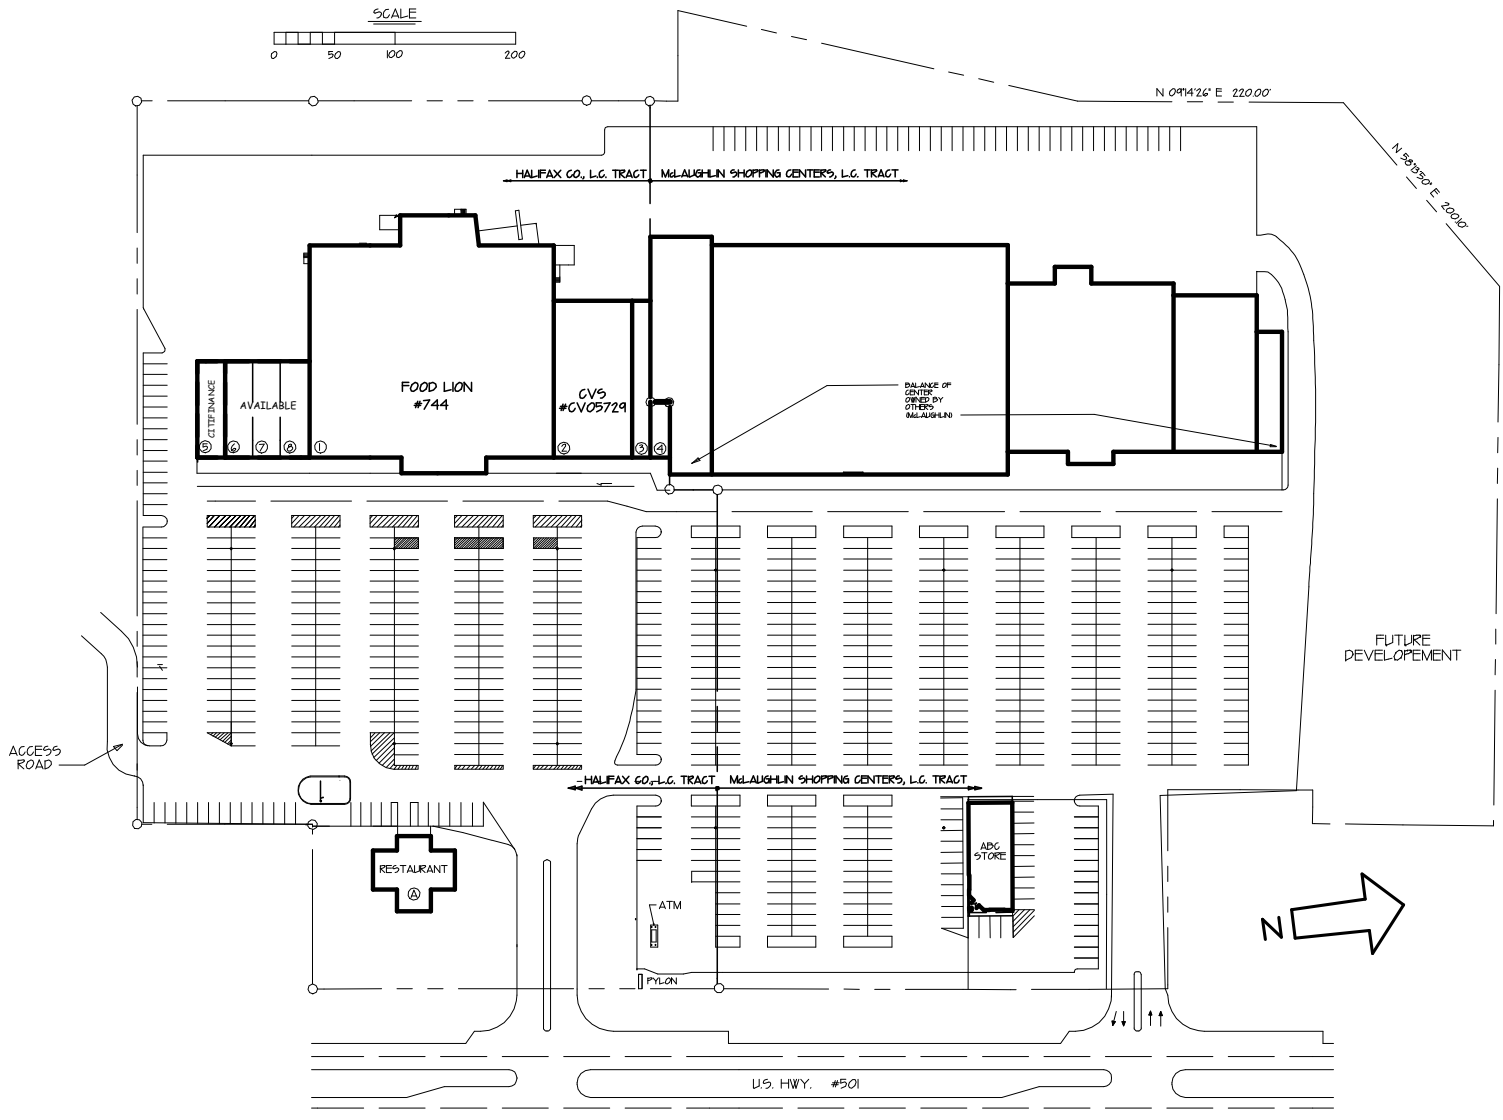 SCALE
0 50 100 200
N 09°14'26" E 220.00'
N 58°13'50" E 200.10'
HALIFAX CO., L.C. TRACT McLAUGHLIN SHOPPING CENTERS, L.C. TRACT
FOOD LION
#744
CVS
#CVO5729
BALANCE OF
CENTER
OWNED BY
OTHERS
(McLAUGHLIN)
CITIFINANCE
AVAILABLE
5 6 7 8 1 2 3 4
FUTURE
DEVELOPEMENT
ACCESS
ROAD
HALIFAX CO., L.C. TRACT McLAUGHLIN SHOPPING CENTERS, L.C. TRACT
ABC
STORE
RESTAURANT
A
ATM
N
PYLON
U.S. HWY. #501